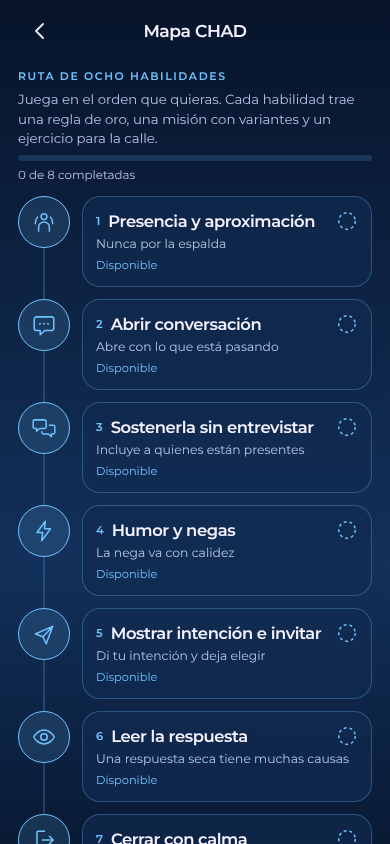 Mapa CHAD
RUTA DE OCHO HABILIDADES
Juega en el orden que quieras. Cada habilidad trae
una regla de oro, una misión con variantes y un
ejercicio para la calle.
0 de 8 completadas
1 Presencia y aproximación
Nunca por la espalda
Disponible
2 Abrir conversación
Abre con lo que está pasando
Disponible
3 Sostenerla sin entrevistar
Incluye a quienes están presentes
Disponible
4 Humor y negas
La nega va con calidez
Disponible
5 Mostrar intención e invitar
Di tu intención y deja elegir
Disponible
6 Leer la respuesta
Una respuesta seca tiene muchas causas
Disponible
7 Cerrar con calma